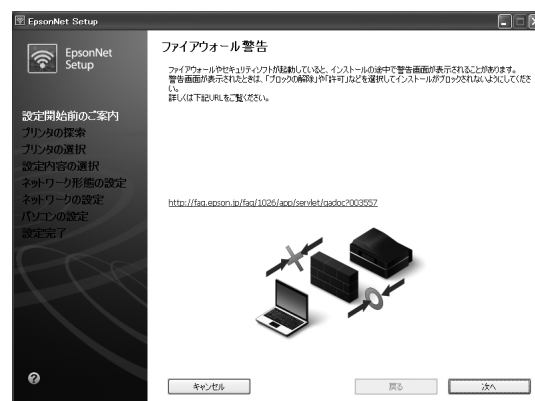 EpsonNet Setup
EpsonNet
Setup
設定開始前のご案内
プリンタの探索
プリンタの選択
設定内容の選択
ネットワーク形態の設定
ネットワークの設定
パソコンの設定
設定完了
ファイアウォール警告
ファイアウォールやセキュリティソフトが起動していると、インストールの途中で警告画面が表示されることがあります。
警告画面が表示されたときは、「ブロックの解除」や「許可」などを選択してインストールがブロックされないようにしてくださ
い。
詳しくは下記URLをご覧ください。
http://faq.epson.jp/faq/1026/app/servlet/qadoc?003557
キャンセル
戻る
次へ